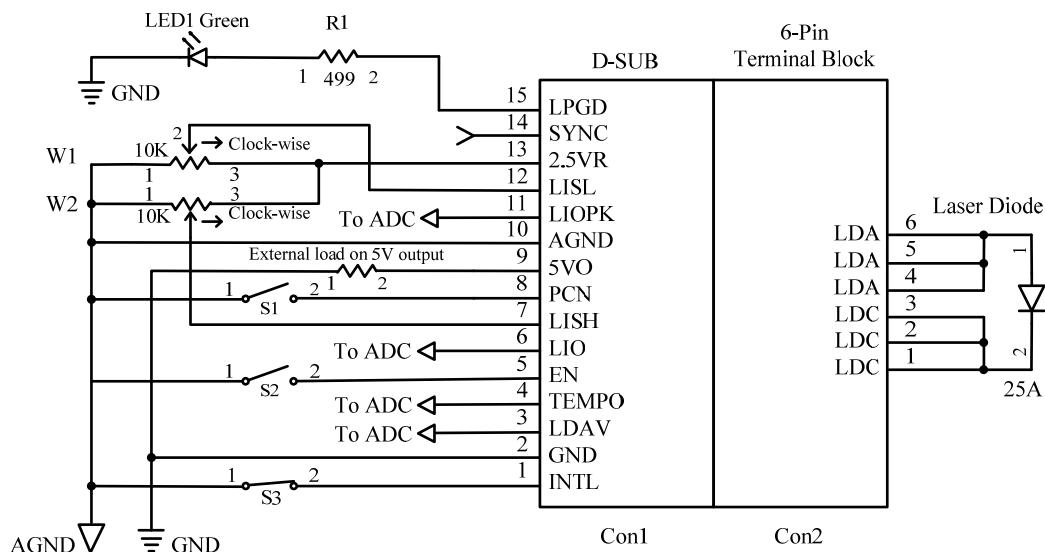 LED1 Green
R1
1
499
2
GND
6-Pin
Terminal Block
D-SUB
15 LPGD
14 SYNC
13 2.5VR
12 LISL
11 LIOPK
10 AGND
9 5VO
8 PCN
7 LISH
6 LIO
5 EN
4 TEMPO
3 LDAV
2 GND
1 INTL
W1
10K
2
Clock-wise
1
3
W2
1
3
10K
Clock-wise
To ADC
External load on 5V output
1
2
1
2
S1
To ADC
1
2
S2
To ADC
To ADC
1
2
S3
AGND
GND
Laser Diode
LDA 6
LDA 5
LDA 4
LDC 3
LDC 2
LDC 1
1
2
25A
Con1
Con2